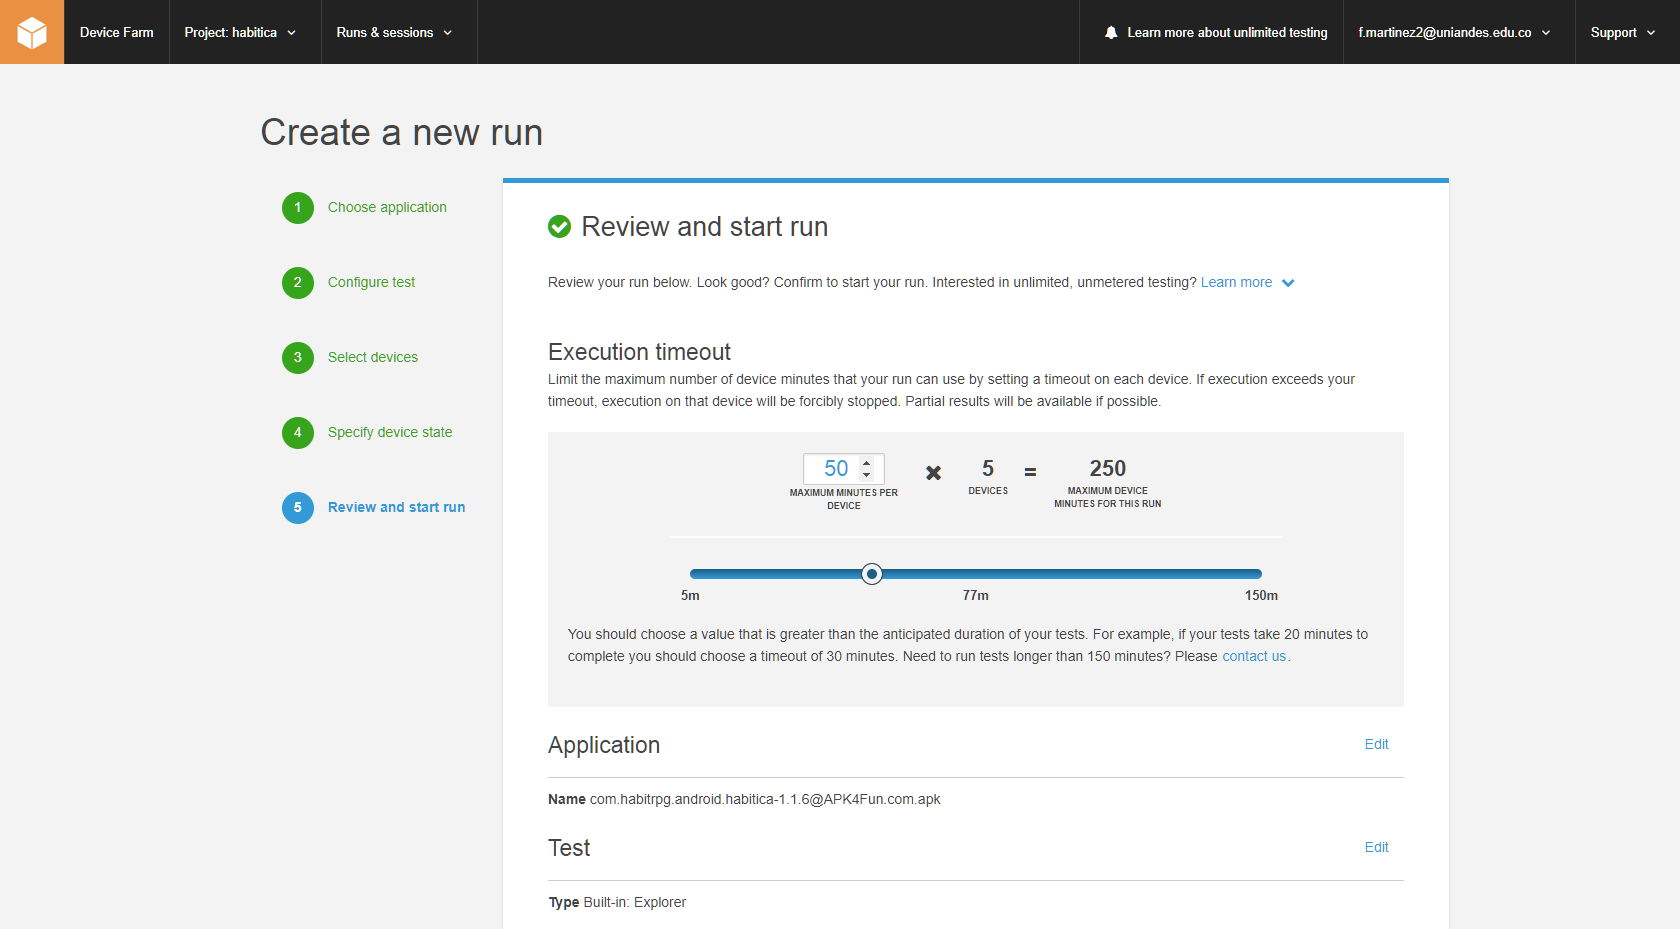 Device Farm
Project: habitica
Runs & sessions
Learn more about unlimited testing
f.martinez2@uniandes.edu.co
Support
Create a new run
1 Choose application
2 Configure test
3 Select devices
4 Specify device state
5 Review and start run
Review and start run
Review your run below. Look good? Confirm to start your run. Interested in unlimited, unmetered testing? Learn more
Execution timeout
Limit the maximum number of device minutes that your run can use by setting a timeout on each device. If execution exceeds your
timeout, execution on that device will be forcibly stopped. Partial results will be available if possible.
50 × 5 = 250
MAXIMUM MINUTES PER
DEVICE
DEVICES
MAXIMUM DEVICE
MINUTES FOR THIS RUN
5m 77m 150m
You should choose a value that is greater than the anticipated duration of your tests. For example, if your tests take 20 minutes to
complete you should choose a timeout of 30 minutes. Need to run tests longer than 150 minutes? Please contact us.
Application Edit
Name com.habitrpg.android.habitica-1.1.6@APK4Fun.com.apk
Test Edit
Type Built-in: Explorer